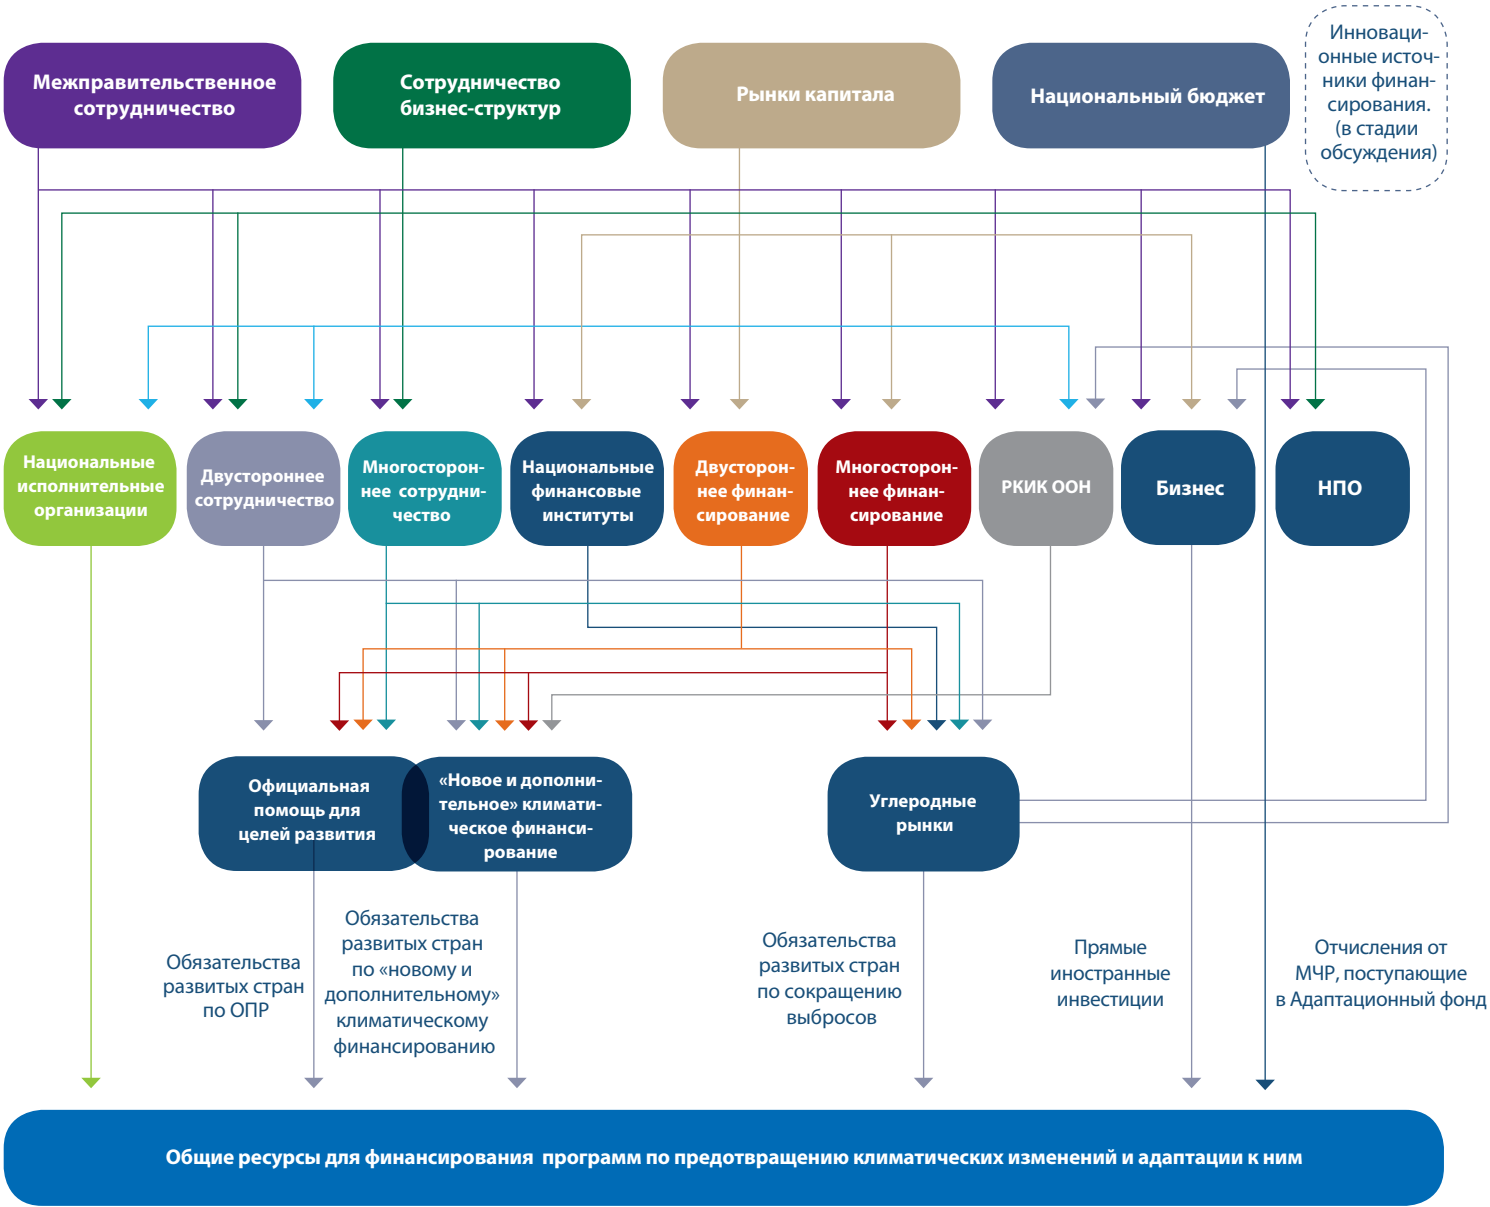 Межправительственное
сотрудничество
Сотрудничество
бизнес-структур
Рынки капитала
Национальный бюджет
Инноваци-
онные источ-
ники финан-
сирования.
(в стадии
обсуждения)
Национальные
исполнительные
организации
Двустороннее
сотрудничество
Многосторон-
нее сотрудни-
чество
Национальные
финансовые
институты
Двусторон-
нее финан-
сирование
Многосторон-
нее финан-
сирование
РКИК ООН
Бизнес
НПО
Официальная
помощь для
целей развития
«Новое и дополни-
тельное» климати-
ческое финанси-
рование
Углеродные
рынки
Обязательства
развитых стран
по ОПР
Обязательства
развитых стран
по «новому и
дополнительному»
климатическому
финансированию
Обязательства
развитых стран
по сокращению
выбросов
Прямые
иностранные
инвестиции
Отчисления от
МЧР, поступающие
в Адаптационный фонд
Общие ресурсы для финансирования программ по предотвращению климатических изменений и адаптации к ним